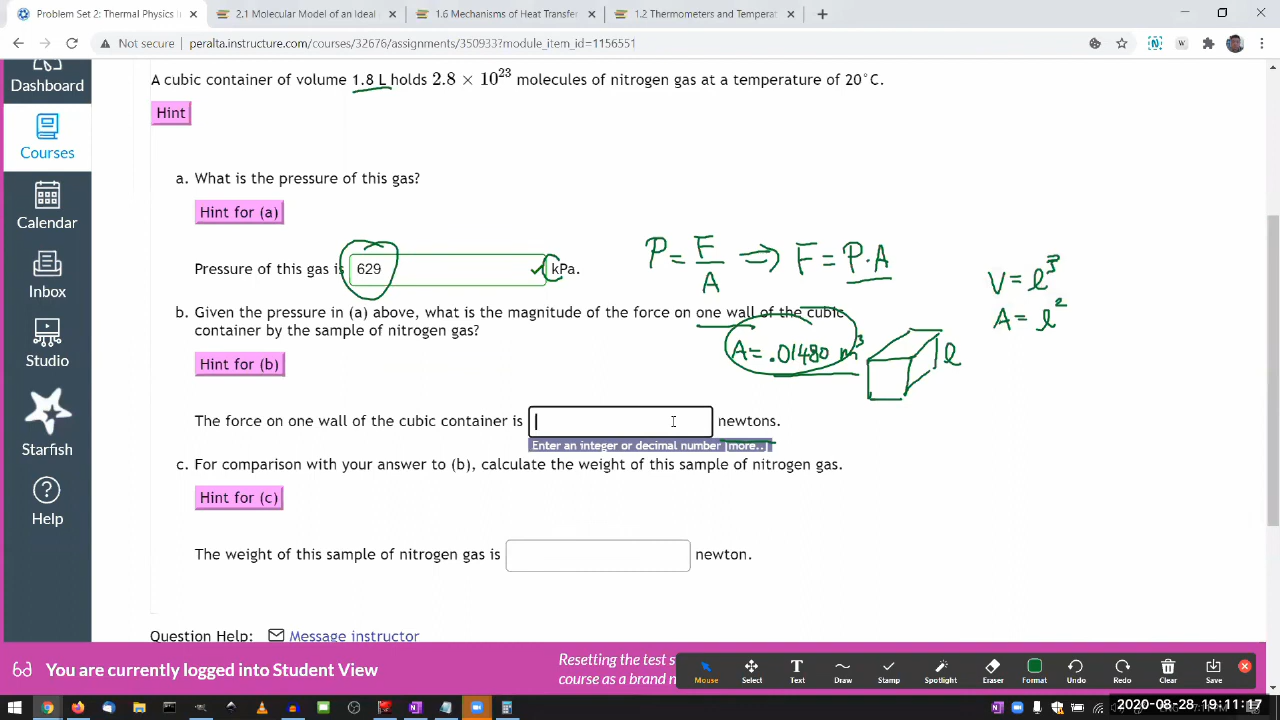 Problem Set 2: Thermal Physics I
2.1 Molecular Model of an Ideal
1.6 Mechanisms of Heat Transfer
1.2 Thermometers and Temperat
Not secure
peralta.instructure.com/courses/32676/assignments/350933?module_item_id=1156551
A cubic container of volume 1.8 L holds 2.8 × 10^23 molecules of nitrogen gas at a temperature of 20°C.
Hint
a. What is the pressure of this gas?
Hint for (a)
Pressure of this gas is 629 kPa.
P = F/A ⇒ F = P·A
V = l^3
A = l^2
b. Given the pressure in (a) above, what is the magnitude of the force on one wall of the cubic
container by the sample of nitrogen gas?
A = .01480 m^3
l
Hint for (b)
The force on one wall of the cubic container is newtons.
Enter an integer or decimal number [more..]
c. For comparison with your answer to (b), calculate the weight of this sample of nitrogen gas.
Hint for (c)
The weight of this sample of nitrogen gas is newton.
Question Help: Message instructor
Dashboard
Courses
Calendar
Inbox
Studio
Starfish
Help
You are currently logged into Student View
Resetting the test s
course as a brand n
Mouse
Select
Text
Draw
Stamp
Spotlight
Eraser
Format
Undo
Redo
Clear
Save
2020-08-28 19:11:17